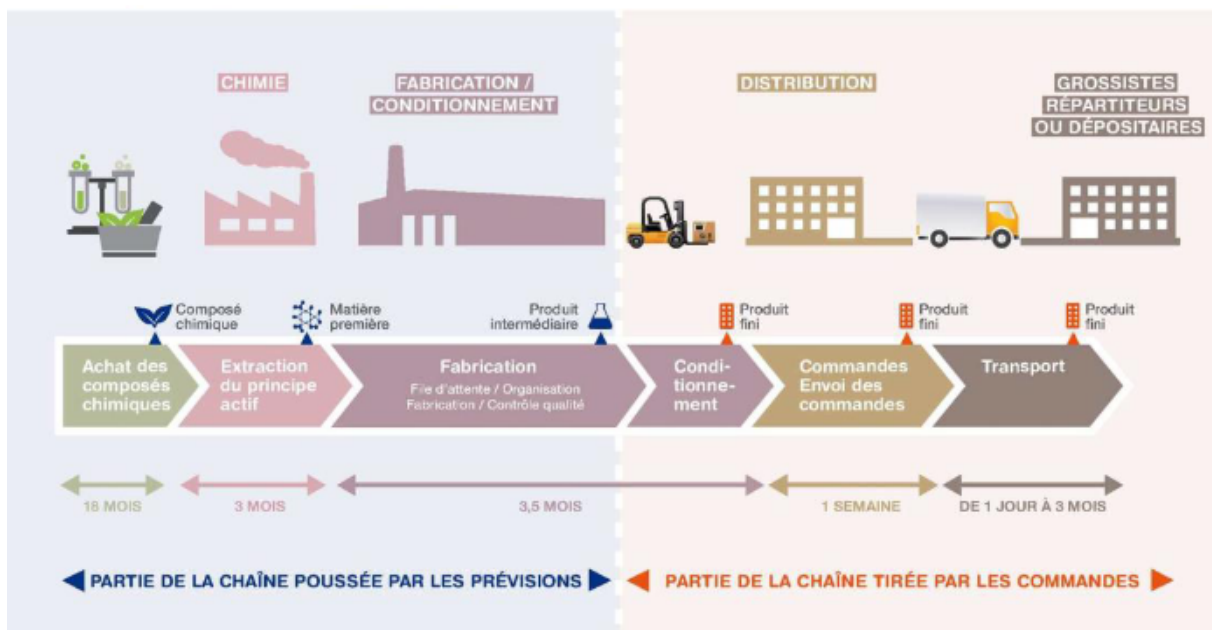 CHIMIE
FABRICATION /
CONDITIONNEMENT
DISTRIBUTION
GROSSISTES
RÉPARTITEURS
OU DÉPOSITAIRES
Composé
chimique
Matière
première
Produit
intermédiaire
Produit
fini
Produit
fini
Produit
fini
Achat des
composés
chimiques
Extraction
du principe
actif
Fabrication
File d'attente / Organisation
Fabrication / Contrôle qualité
Condi-
tionne-
ment
Commandes
Envoi des
commandes
Transport
18 MOIS
3 MOIS
3,5 MOIS
1 SEMAINE
DE 1 JOUR À 3 MOIS
PARTIE DE LA CHAÎNE POUSSÉE PAR LES PRÉVISIONS
PARTIE DE LA CHAÎNE TIRÉE PAR LES COMMANDES